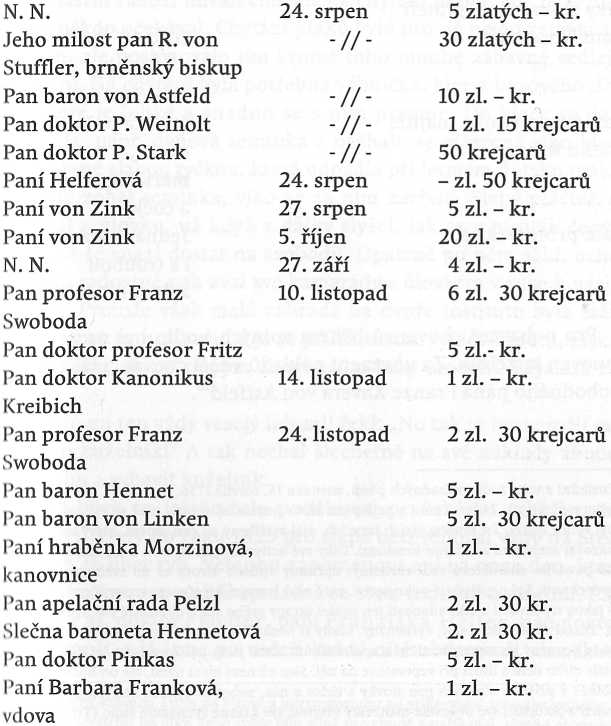 N. N. 24. srpen 5 zlatých – kr.
Jeho milost pan R. von - // - 30 zlatých – kr.
Stuffler, brněnský biskup
Pan baron von Astfeld - // - 10 zl. – kr.
Pan doktor P. Weinolt - // - 1 zl. 15 krejcarů
Pan doktor P. Stark - // - 50 krejcarů
Paní Helferová 24. srpen – zl. 50 krejcarů
Paní von Zink 27. srpen 5 zl. – kr.
Paní von Zink 5. říjen 20 zl. – kr.
N. N. 27. září 4 zl. – kr.
Pan profesor Franz 10. listopad 6 zl. 30 krejcarů
Swoboda
Pan doktor profesor Fritz 5 zl.- kr.
Pan doktor Kanonikus 14. listopad 1 zl. – kr.
Kreibich
Pan profesor Franz 24. listopad 2 zl. 30 krejcarů
Swoboda
Pan baron Hennet 5 zl. – kr.
Pan baron von Linken 5 zl. 30 krejcarů
Paní hraběnka Morzinová, 1 zl. – kr.
kanovnice
Pan apelační rada Pelzl 2 zl. 30 kr.
Slečna baroneta Hennetová 2. zl 30 kr.
Pan doktor Pinkas 5 zl. – kr.
Paní Barbara Franková, 1 zl. – kr.
vdova